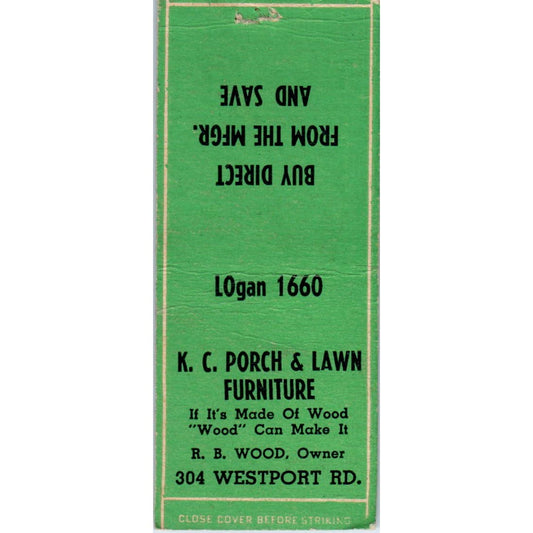 BUY DIRECT
FROM THE MFGR.
AND SAVE
LOgan 1660
K. C. PORCH & LAWN
FURNITURE
If It's Made Of Wood
"Wood" Can Make It
R. B. WOOD, Owner
304 WESTPORT RD.
CLOSE COVER BEFORE STRIKING